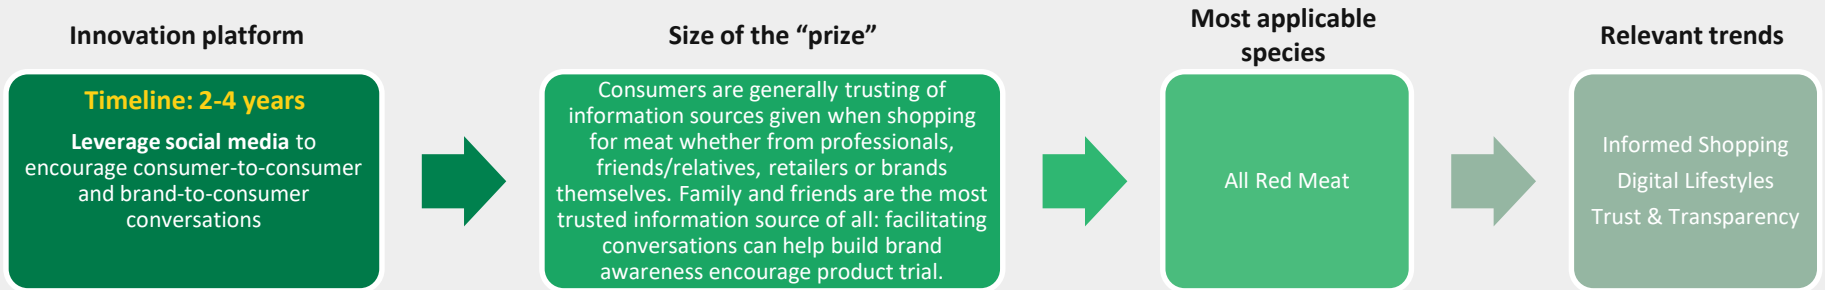 Innovation platform
Timeline: 2-4 years
Leverage social media to
encourage consumer-to-consumer
and brand-to-consumer
conversations
Size of the “prize”
Consumers are generally trusting of
information sources given when shopping
for meat whether from professionals,
friends/relatives, retailers or brands
themselves. Family and friends are the most
trusted information source of all: facilitating
conversations can help build brand
awareness encourage product trial.
Most applicable
species
All Red Meat
Relevant trends
Informed Shopping
Digital Lifestyles
Trust & Transparency